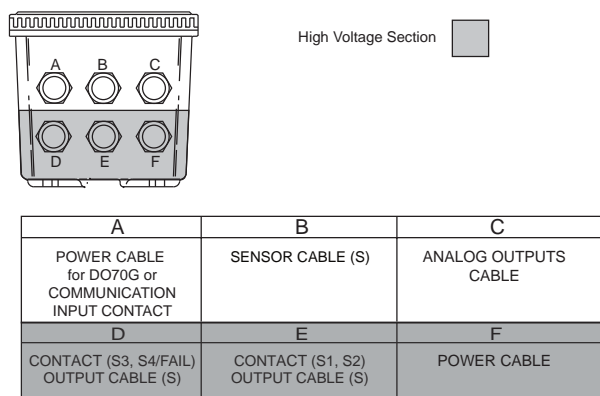 High Voltage Section
A B C
D E F
A B C
POWER CABLE
for DO70G or
COMMUNICATION
INPUT CONTACT
SENSOR CABLE (S)
ANALOG OUTPUTS
CABLE
D E F
CONTACT (S3, S4/FAIL)
OUTPUT CABLE (S)
CONTACT (S1, S2)
OUTPUT CABLE (S)
POWER CABLE